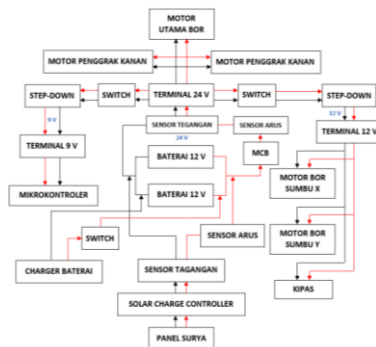 MOTOR
UTAMA BOR
MOTOR PENGGRAK KANAN
MOTOR PENGGRAK KANAN
STEP-DOWN
SWITCH
TERMINAL 24 V
SWITCH
STEP-DOWN
9 V
12 V
SENSOR TEGANGAN
SENSOR ARUS
24 V
TERMINAL 9 V
TERMINAL 12 V
BATERAI 12 V
MCB
MIKROKONTROLER
BATERAI 12 V
MOTOR BOR
SUMBU X
SWITCH
SENSOR ARUS
MOTOR BOR
SUMBU Y
CHARGER BATERAI
SENSOR TAGANGAN
SOLAR CHARGE CONTROLLER
KIPAS
PANEL SURYA